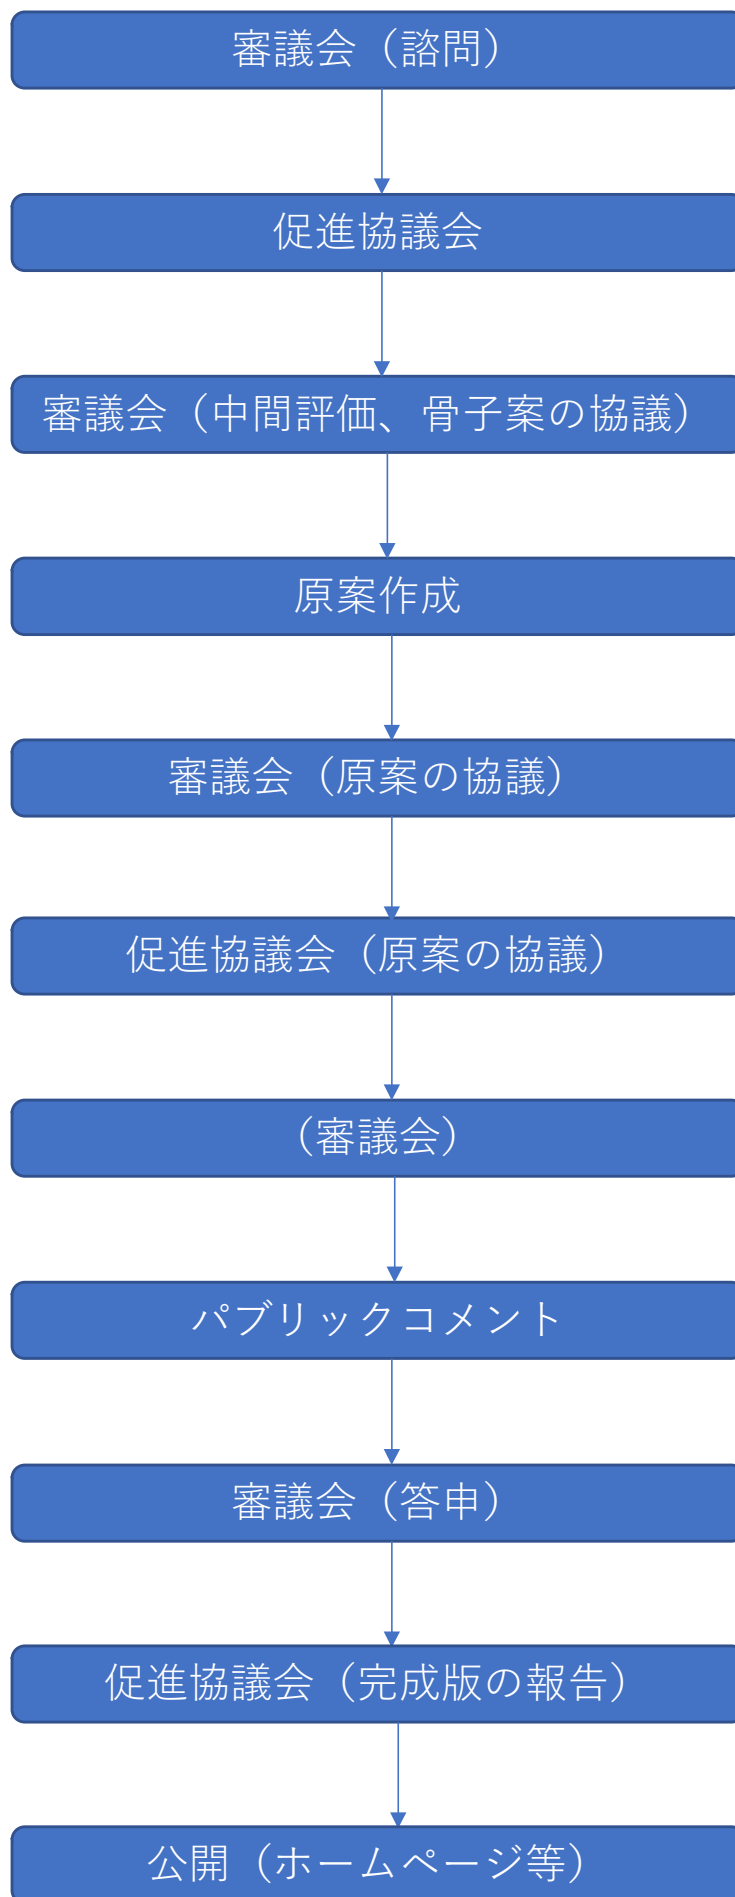 審議会（諮問）
促進協議会
審議会（中間評価、骨子案の協議）
原案作成
審議会（原案の協議）
促進協議会（原案の協議）
（審議会）
パブリックコメント
審議会（答申）
促進協議会（完成版の報告）
公開（ホームページ等）